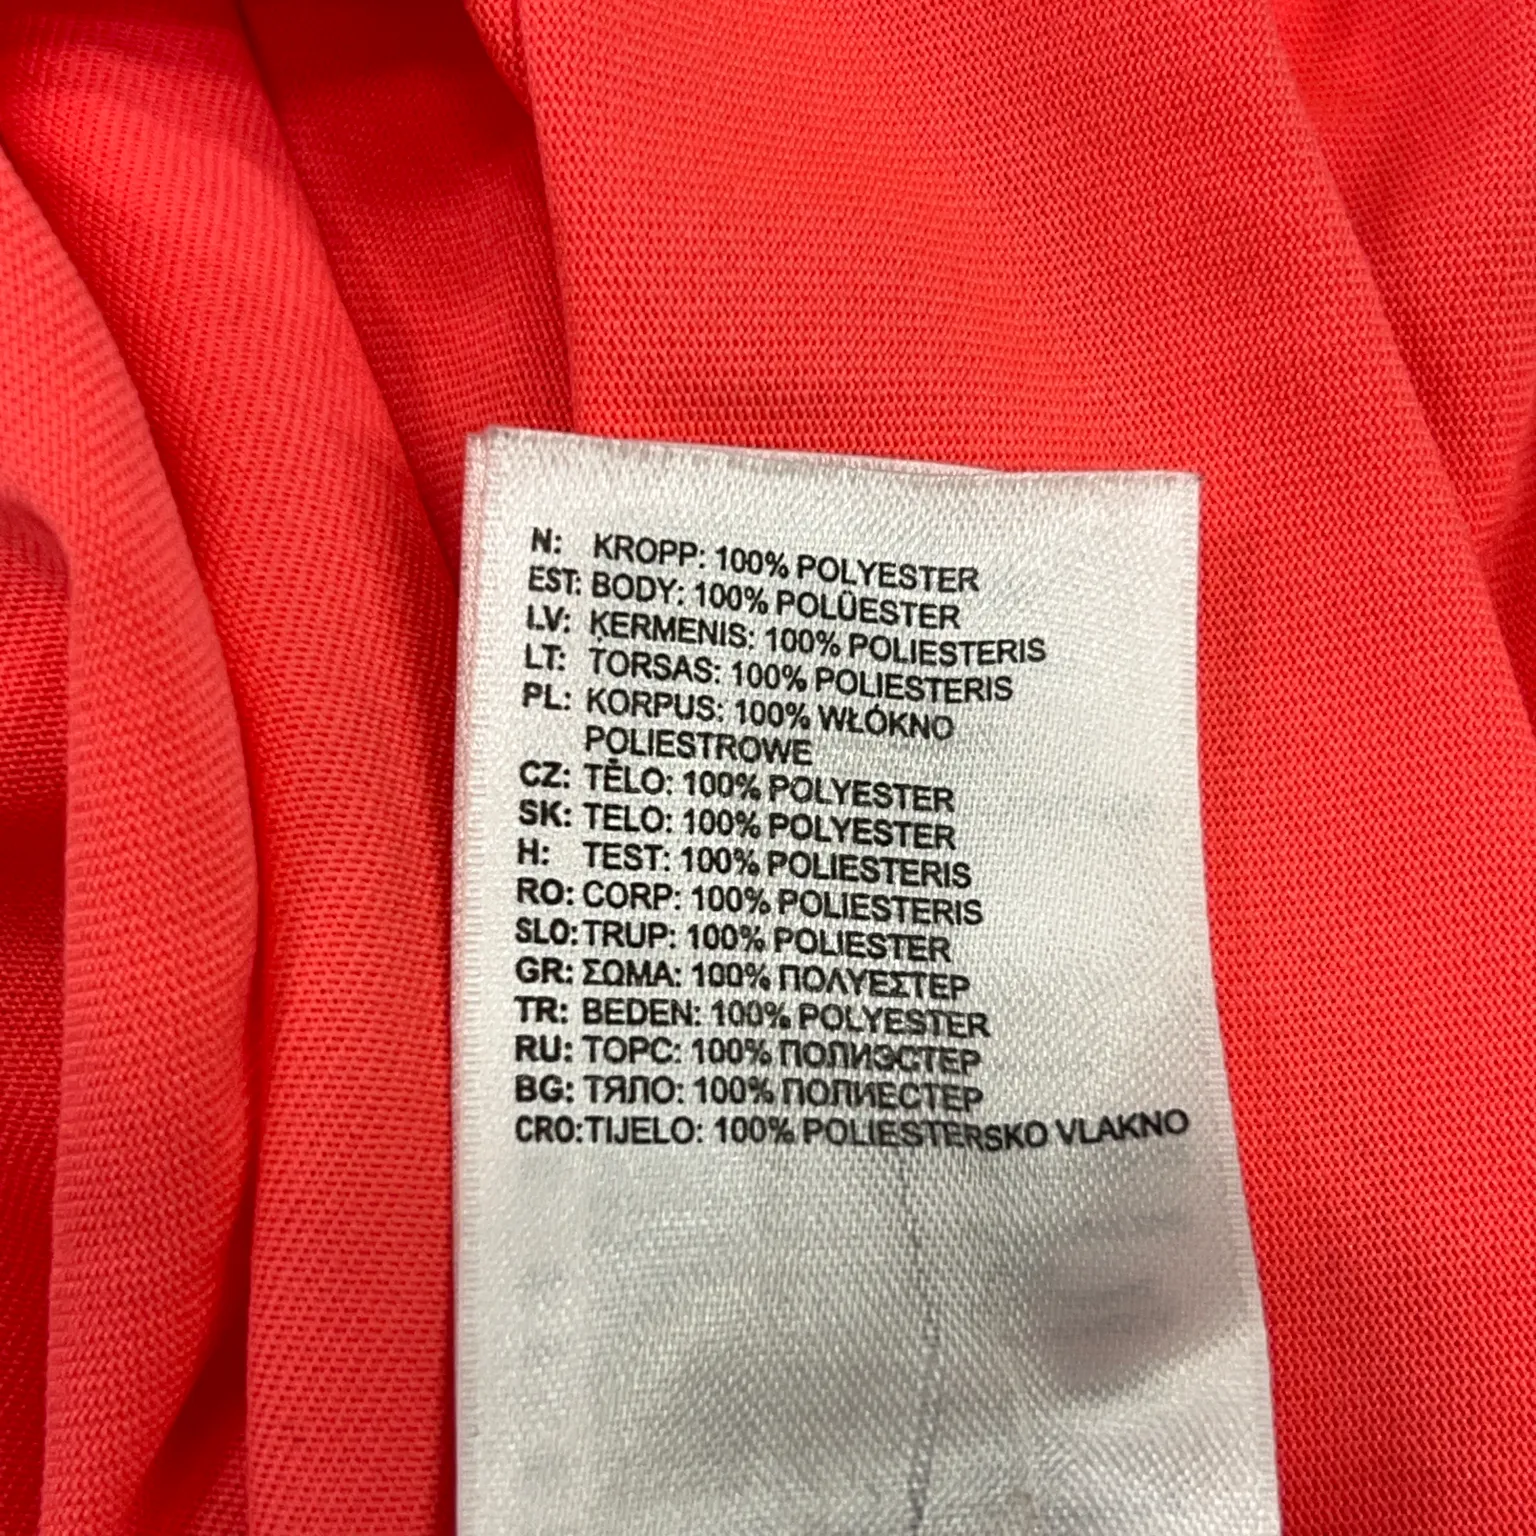 N: KROPP: 100% POLYESTER
EST: BODY: 100% POLÜESTER
LV: ĶERMENIS: 100% POLIESTERIS
LT: TORSAS: 100% POLIESTERIS
PL: KORPUS: 100% WŁÓKNO
POLIESTROWE
CZ: TĚLO: 100% POLYESTER
SK: TELO: 100% POLYESTER
H: TEST: 100% POLIESTERIS
RO: CORP: 100% POLIESTERIS
SLO: TRUP: 100% POLIESTER
GR: ΣΩΜΑ: 100% ΠΟΛΥΕΣΤΕΡ
TR: BEDEN: 100% POLYESTER
RU: ТОРС: 100% ПОЛИЭСТЕР
BG: ТЯЛО: 100% ПОЛИЕСТЕР
CRO: TIJELO: 100% POLIESTERSKO VLAKNO